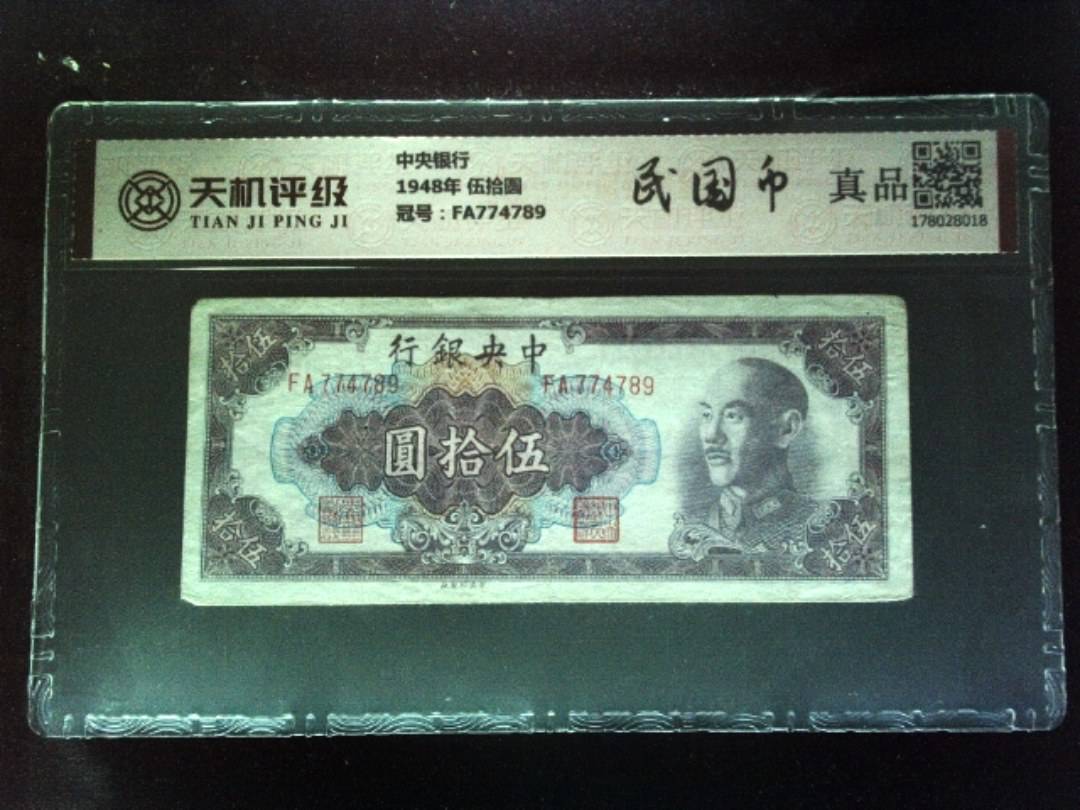 天机评级
TIAN JI PING JI
中央银行
1948年 伍拾圆
冠号：FA774789
民国币
真品
178028018
行銀央中
FA774789
FA774789
圓拾伍
拾伍
拾伍
拾伍
拾伍